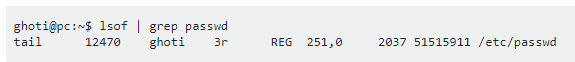 ghoti@pc:~$ lsof | grep passwd
tail      12470    ghoti    3r      REG  251,0     2037 51515911 /etc/passwd